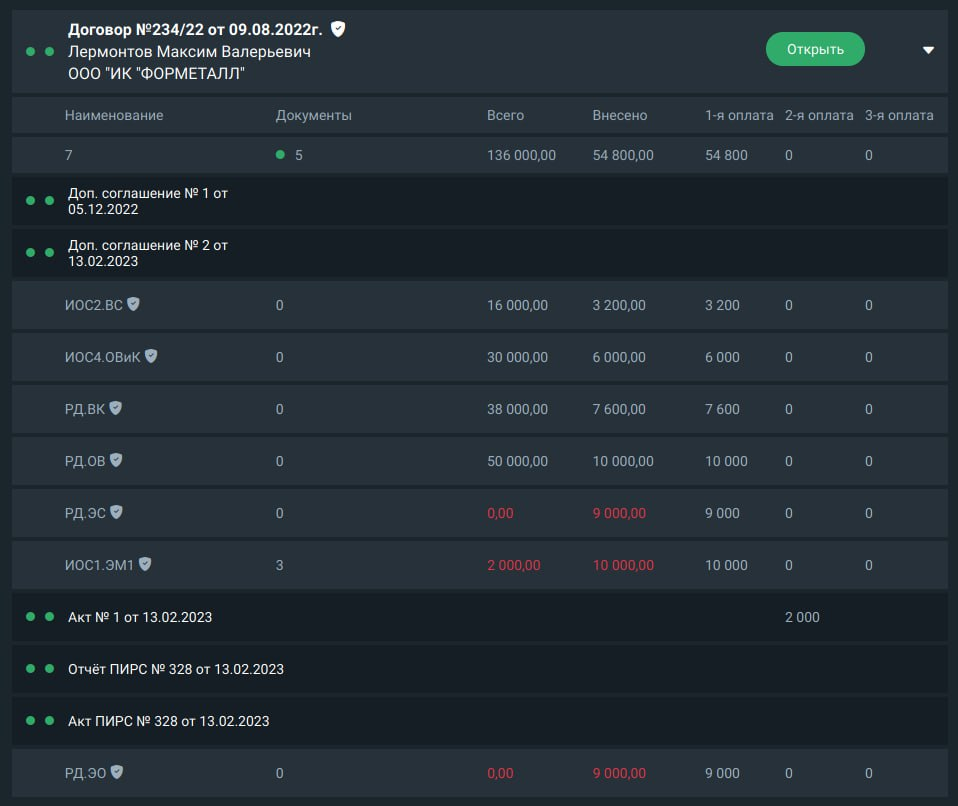 Договор №234/22 от 09.08.2022г.
Лермонтов Максим Валерьевич
ООО "ИК "ФОРМЕТАЛЛ"
Открыть
Наименование Документы Всего Внесено 1-я оплата 2-я оплата 3-я оплата
7 5 136 000,00 54 800,00 54 800 0 0
Доп. соглашение № 1 от
05.12.2022
Доп. соглашение № 2 от
13.02.2023
ИОС2.ВС 0 16 000,00 3 200,00 3 200 0 0
ИОС4.ОВиК 0 30 000,00 6 000,00 6 000 0 0
РД.ВК 0 38 000,00 7 600,00 7 600 0 0
РД.ОВ 0 50 000,00 10 000,00 10 000 0 0
РД.ЭС 0 0,00 9 000,00 9 000 0 0
ИОС1.ЭМ1 3 2 000,00 10 000,00 10 000 0 0
Акт № 1 от 13.02.2023 2 000
Отчёт ПИРС № 328 от 13.02.2023
Акт ПИРС № 328 от 13.02.2023
РД.ЭО 0 0,00 9 000,00 9 000 0 0